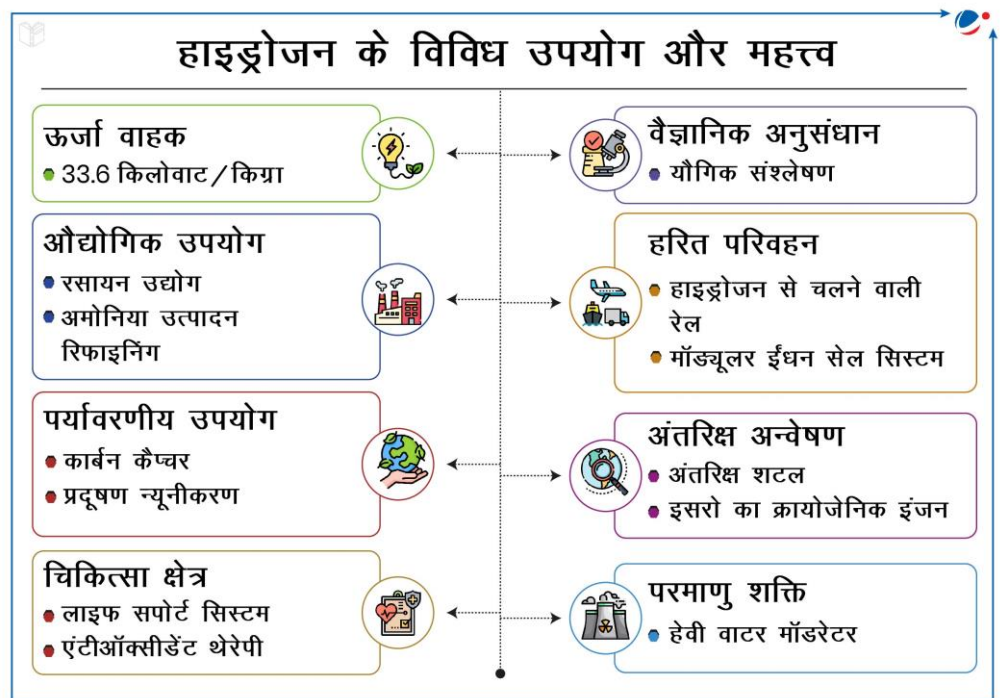 हाइड्रोजन के विविध उपयोग और महत्त्व
ऊर्जा वाहक
33.6 किलोवाट/किग्रा
औद्योगिक उपयोग
रसायन उद्योग
अमोनिया उत्पादन
रिफाइनिंग
पर्यावरणीय उपयोग
कार्बन कैप्चर
प्रदूषण न्यूनीकरण
चिकित्सा क्षेत्र
लाइफ सपोर्ट सिस्टम
एंटीऑक्सीडेंट थेरेपी
वैज्ञानिक अनुसंधान
यौगिक संश्लेषण
हरित परिवहन
हाइड्रोजन से चलने वाली
रेल
मॉड्यूलर ईंधन सेल सिस्टम
अंतरिक्ष अन्वेषण
अंतरिक्ष शटल
इसरो का क्रायोजेनिक इंजन
परमाणु शक्ति
हेवी वाटर मॉडरेटर